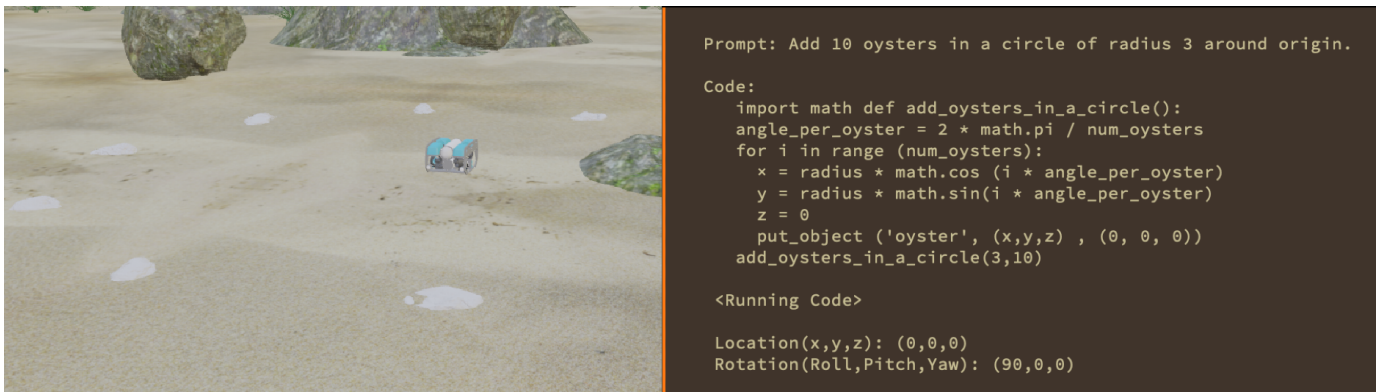 Prompt: Add 10 oysters in a circle of radius 3 around origin.
Code:
import math def add_oysters_in_a_circle():
angle_per_oyster = 2 * math.pi / num_oysters
for i in range (num_oysters):
× = radius * math.cos (i * angle_per_oyster)
y = radius * math.sin(i * angle_per_oyster)
z = 0
put_object ('oyster', (x,y,z) , (0, 0, 0))
add_oysters_in_a_circle(3,10)
<Running Code>
Location(x,y,z): (0,0,0)
Rotation(Roll,Pitch,Yaw): (90,0,0)